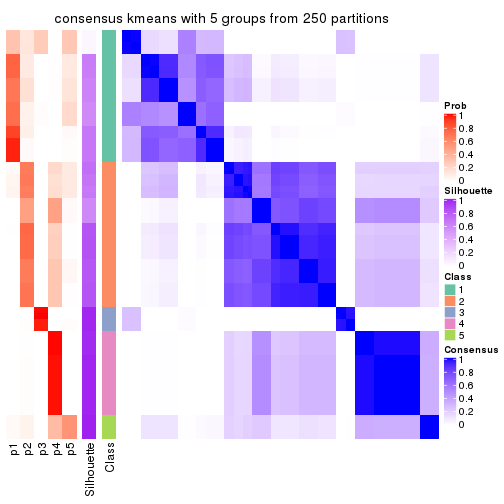 consensus kmeans with 5 groups from 250 partitions
Prob
1
0.8
0.6
0.4
0.2
0
Silhouette
1
0.8
0.6
0.4
0.2
0
Class
1
2
3
4
5
Consensus
1
0.8
0.6
0.4
0.2
0
p1
p2
p3
p4
p5
Silhouette
Class